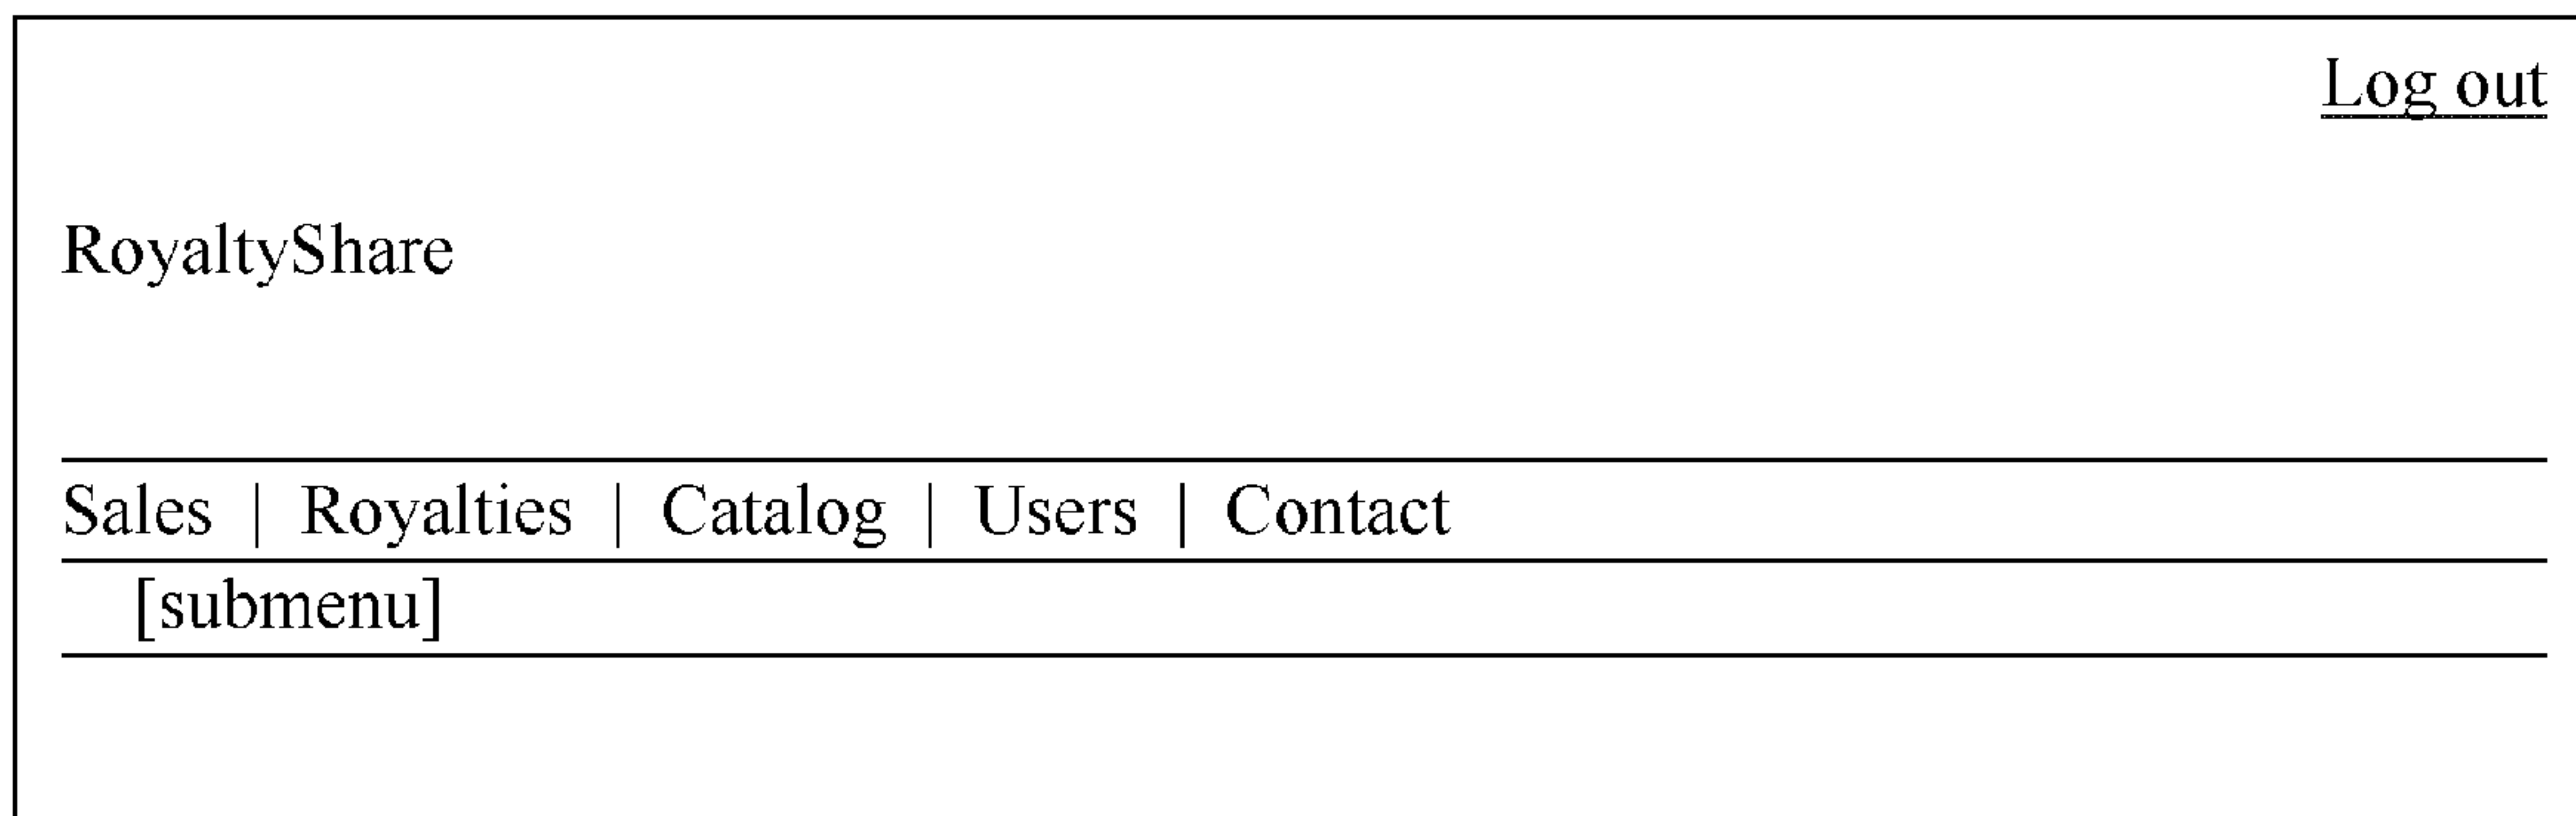 Log out
RoyaltyShare
Sales | Royalties | Catalog | Users | Contact
[submenu]